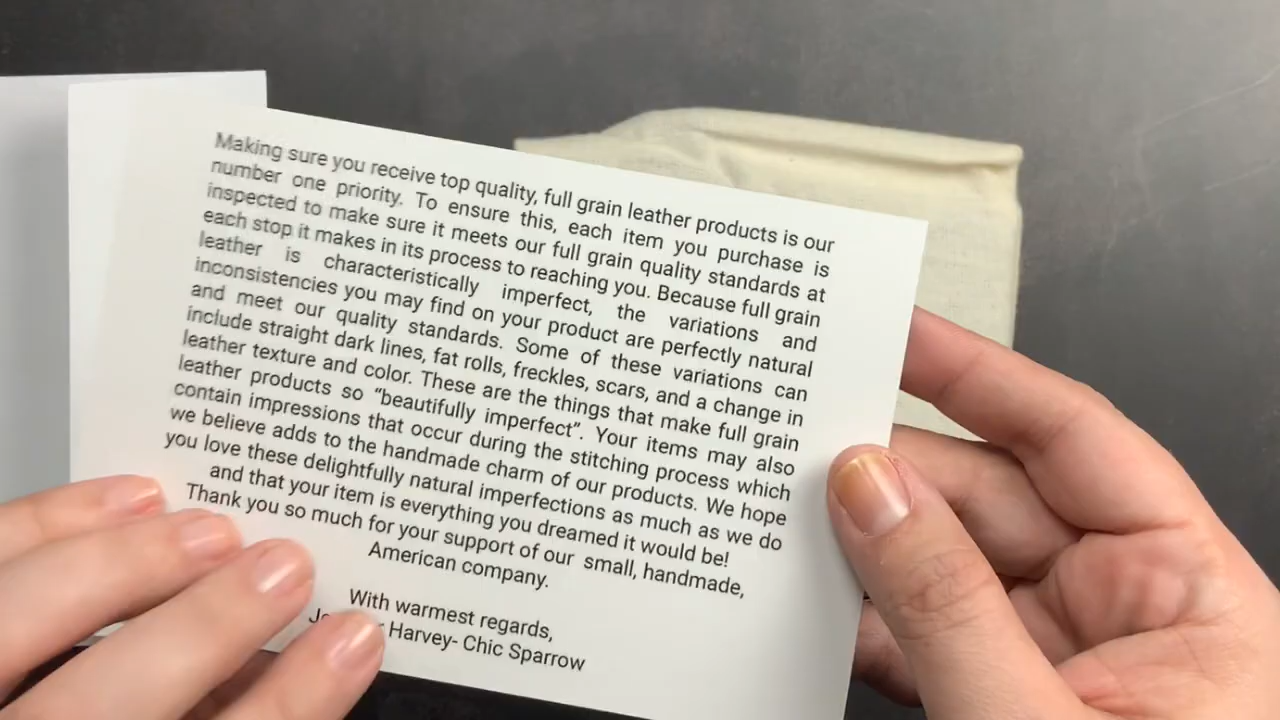 Making sure you receive top quality, full grain leather products is our
number one priority. To ensure this, each item you purchase is
inspected to make sure it meets our full grain quality standards at
each stop it makes in its process to reaching you. Because full grain
leather is characteristically imperfect, the variations and
inconsistencies you may find on your product are perfectly natural
and meet our quality standards. Some of these variations can
include straight dark lines, fat rolls, freckles, scars, and a change in
leather texture and color. These are the things that make full grain
leather products so “beautifully imperfect”. Your items may also
contain impressions that occur during the stitching process which
we believe adds to the handmade charm of our products. We hope
you love these delightfully natural imperfections as much as we do
and that your item is everything you dreamed it would be!
Thank you so much for your support of our small, handmade,
American company.
With warmest regards,
Harvey- Chic Sparrow